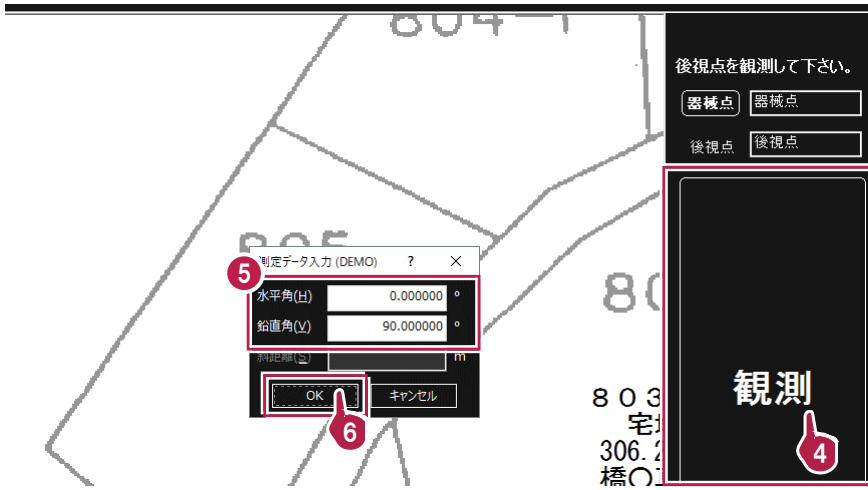 804-1
後視点を観測して下さい。
器械点 器械点
後視点 後視点
805
測定データ入力 (DEMO) ? ×
5
水平角(H) 0.000000 °
鉛直角(V) 90.000000 °
斜距離(S) m
OK キャンセル
6
80
803
宅
306.2
橋〇
観測
4